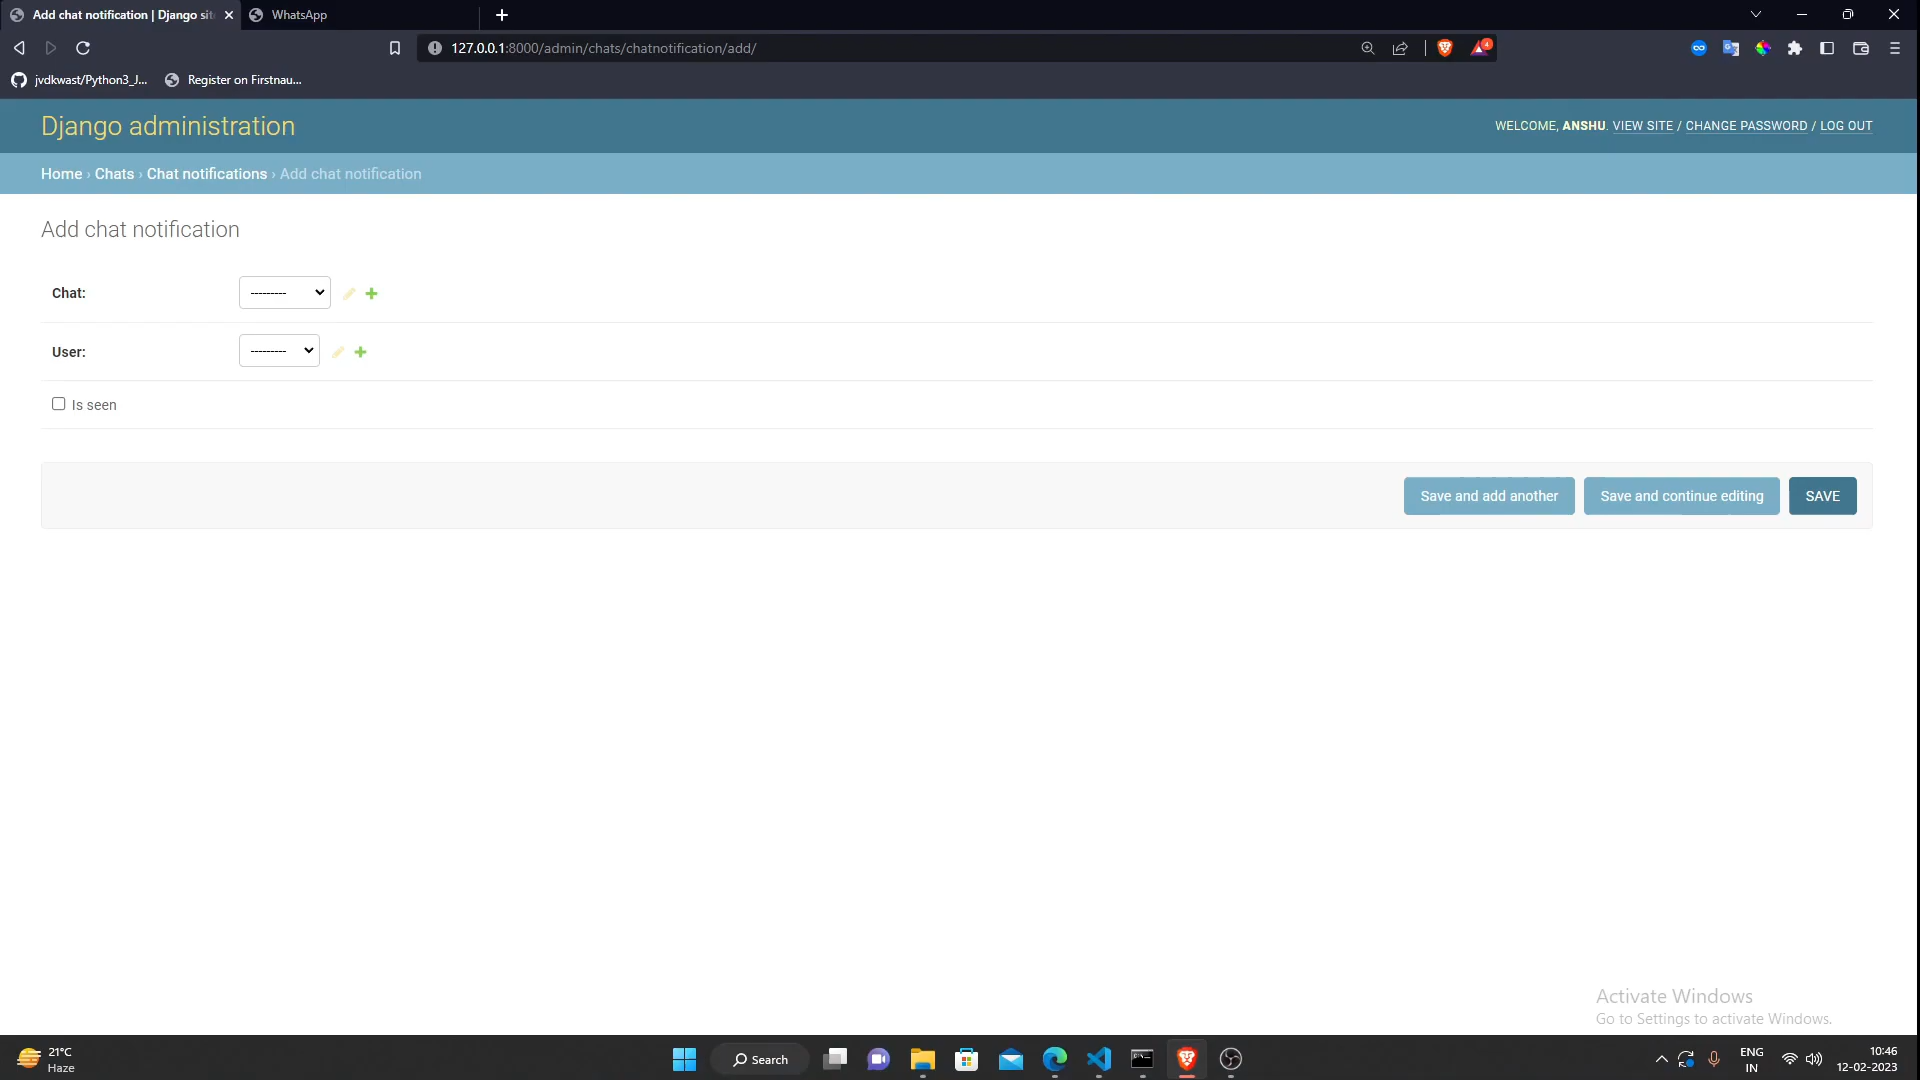 Add chat notification | Django sit
WhatsApp
127.0.0.1:8000/admin/chats/chatnotification/add/
4
jvdkwast/Python3_J...
Register on Firstnau...
Django administration
WELCOME, ANSHU. VIEW SITE / CHANGE PASSWORD / LOG OUT
Home › Chats › Chat notifications › Add chat notification
Add chat notification
Chat:
---------
User:
---------
Is seen
Save and add another
Save and continue editing
SAVE
Activate Windows
Go to Settings to activate Windows.
21°C
Haze
Search
ENG
IN
10:46
12-02-2023